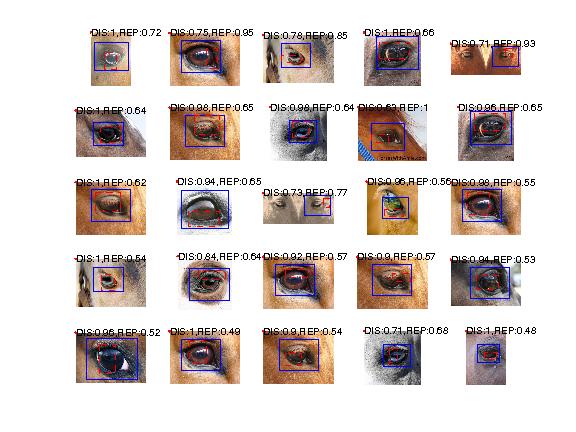 DIS:1,REP:0.72
DIS:0.75,REP:0.95
DIS:0.78,REP:0.85
DIS:1,REP:0.66
DIS:0.71,REP:0.93
DIS:1,REP:0.64
DIS:0.98,REP:0.65
DIS:0.98,REP:0.64
DIS:0.63,REP:1
DIS:0.96,REP:0.65
DIS:1,REP:0.62
DIS:0.94,REP:0.65
DIS:0.73,REP:0.77
DIS:0.96,REP:0.56
DIS:0.98,REP:0.55
DIS:1,REP:0.54
DIS:0.84,REP:0.64
DIS:0.92,REP:0.57
DIS:0.9,REP:0.57
DIS:0.94,REP:0.53
DIS:0.96,REP:0.52
DIS:1,REP:0.49
DIS:0.9,REP:0.54
DIS:0.71,REP:0.68
DIS:1,REP:0.48